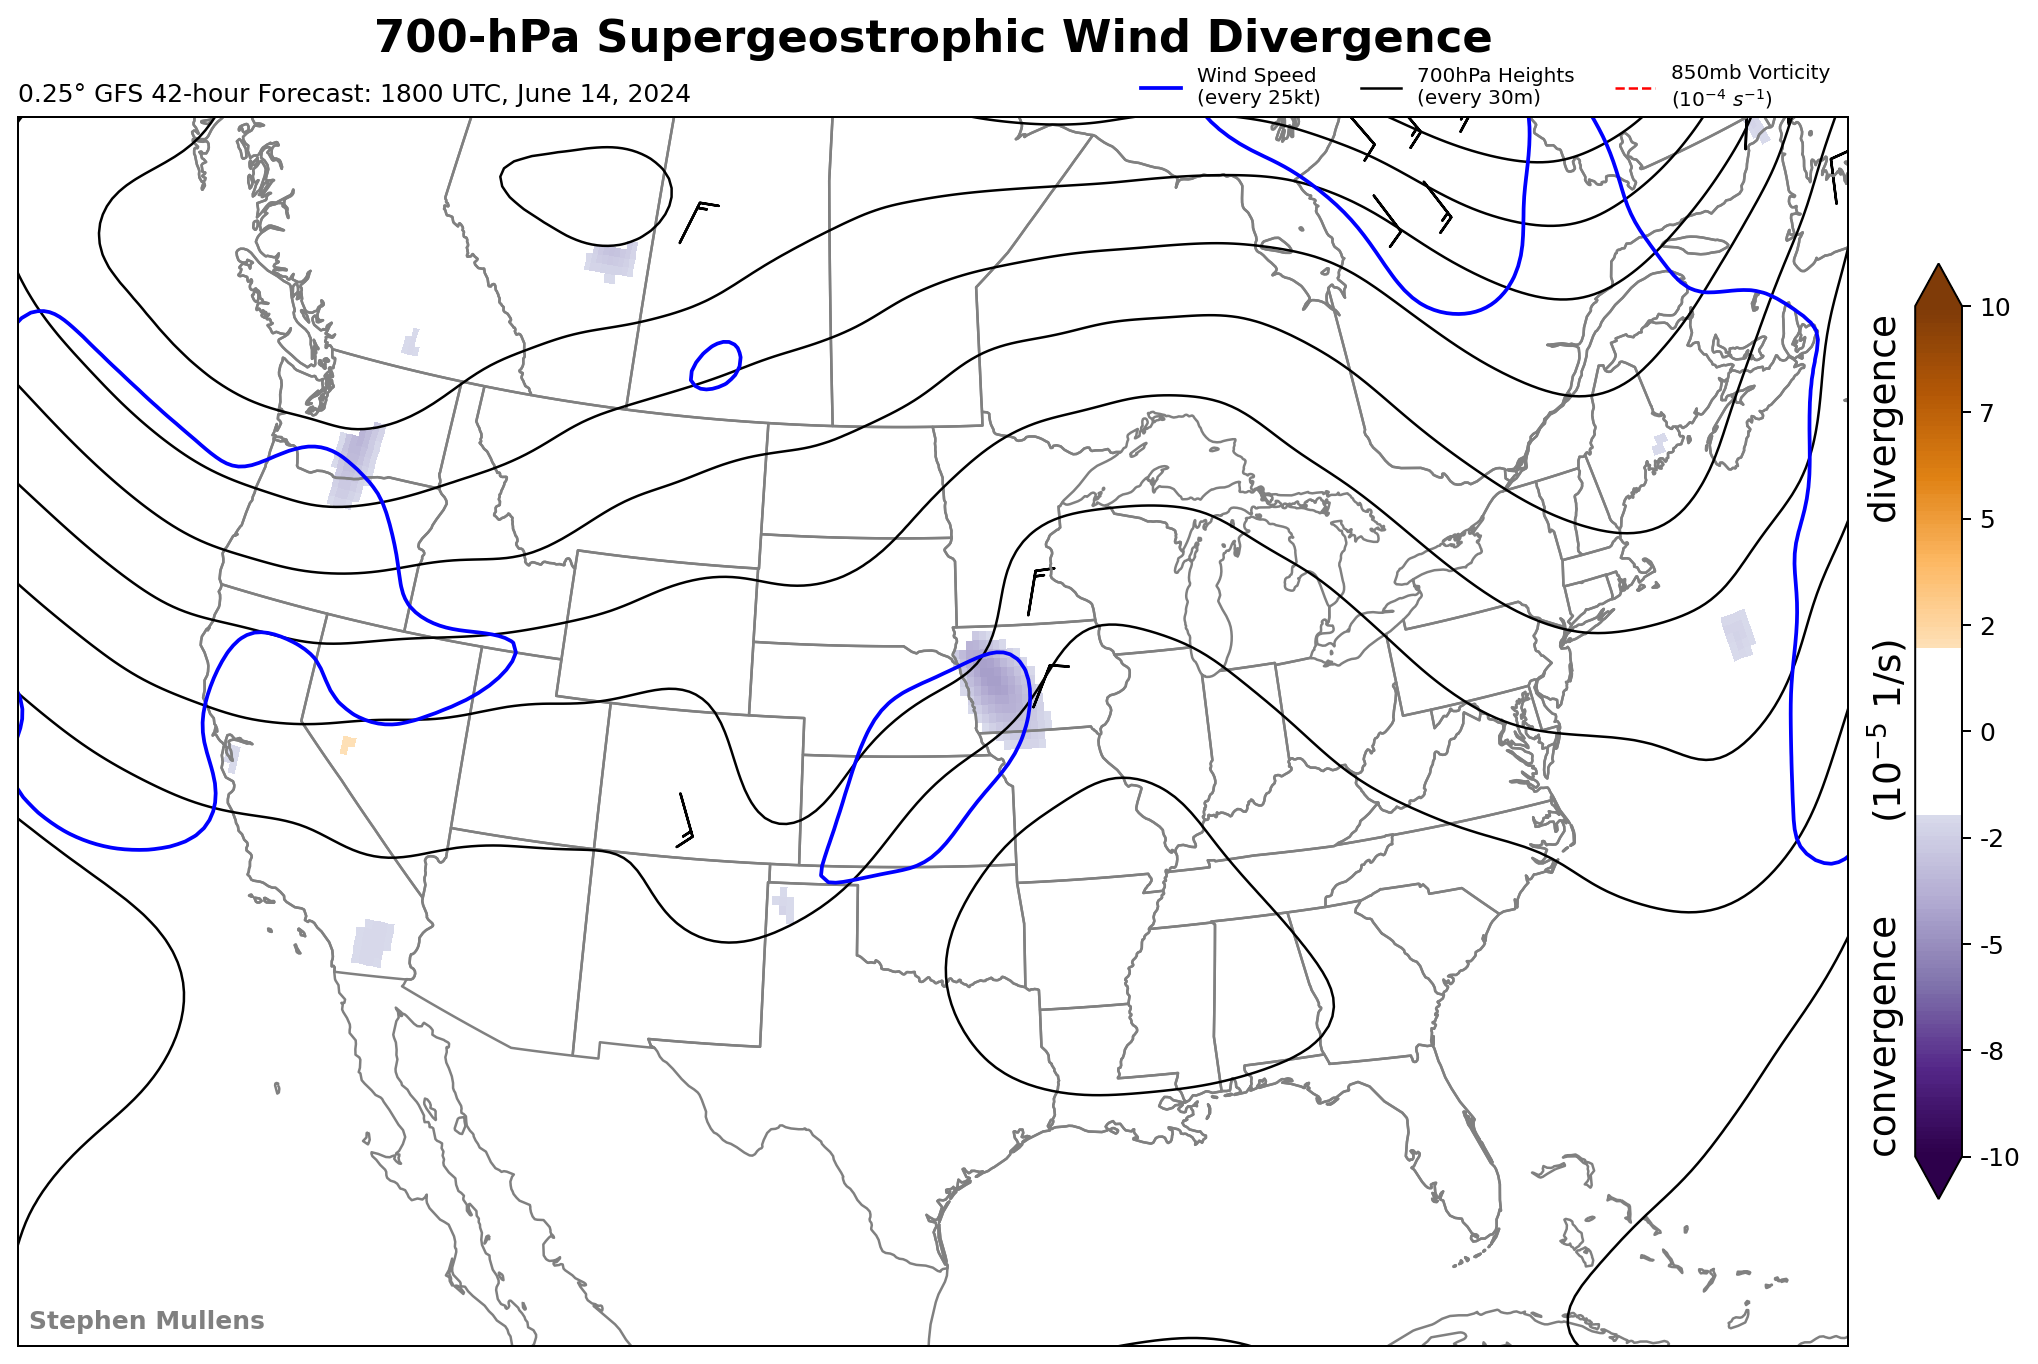 700-hPa Supergeostrophic Wind Divergence
0.25° GFS 42-hour Forecast: 1800 UTC, June 14, 2024
Wind Speed
(every 25kt)
700hPa Heights
(every 30m)
850mb Vorticity
(10⁻⁴ s⁻¹)
10
7
5
2
0
-2
-5
-8
-10
convergence (10⁻⁵ 1/s) divergence
Stephen Mullens